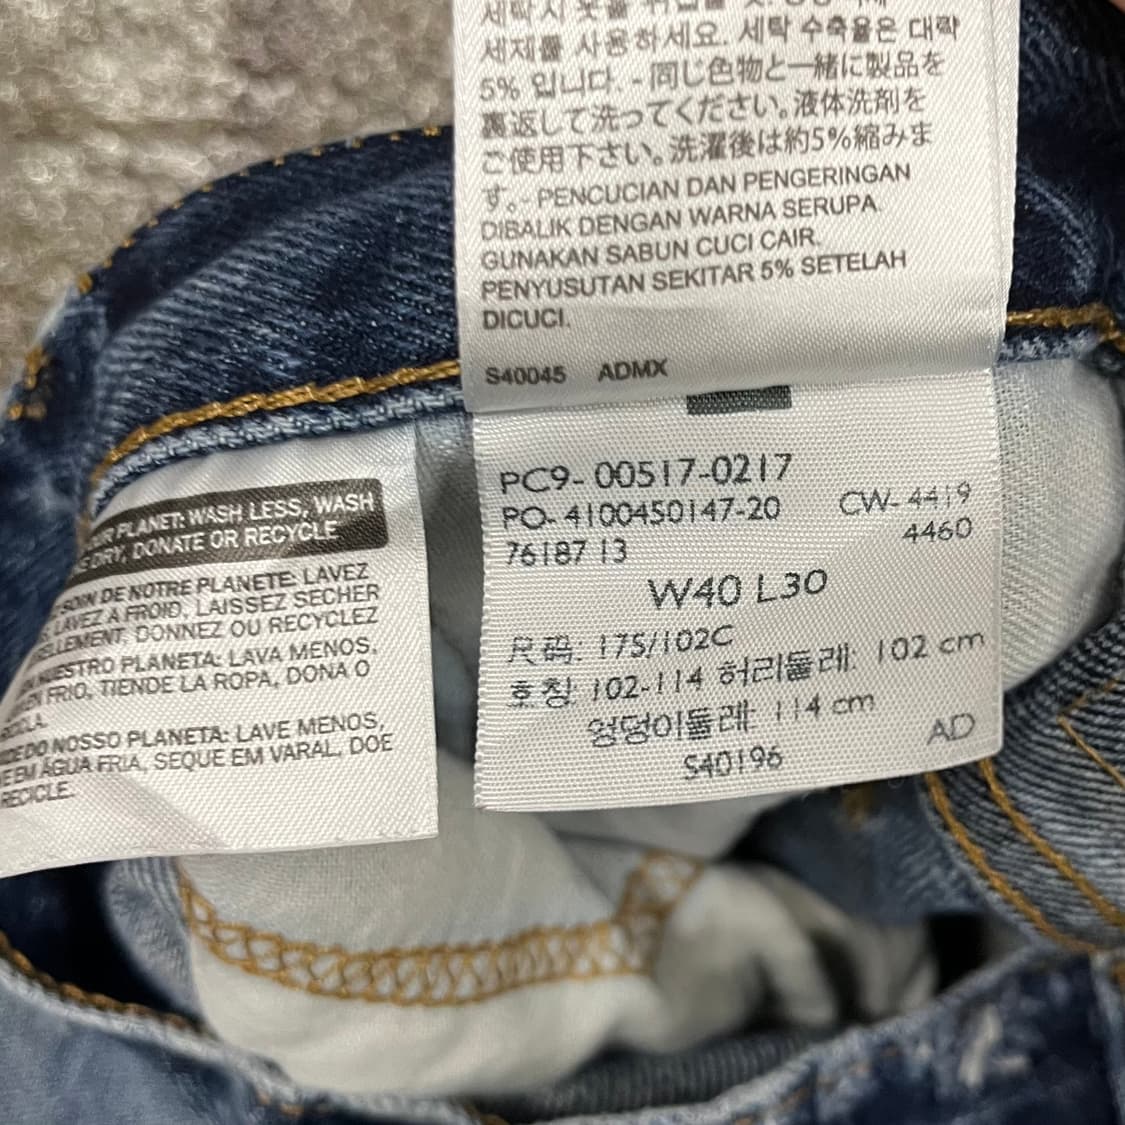 세제를 사용하세요. 세탁 수축율은 대략
5% 입니다. - 同じ色物と一緒に製品を
裏返して洗ってください。液体洗剤を
ご使用下さい。洗濯後は約5%縮みま
す。- PENCUCIAN DAN PENGERINGAN
DIBALIK DENGAN WARNA SERUPA.
GUNAKAN SABUN CUCI CAIR.
PENYUSUTAN SEKITAR 5% SETELAH
DICUCI.
S40045 ADMX
PC9- 00517-0217
PO- 4100450147-20 CW- 4419
76187 13 4460
W40 L30
尺码: 175/102C
호칭: 102-114 허리둘레: 102 cm
엉덩이둘레: 114 cm
S40196 AD
PLANET: WASH LESS, WASH
DRY, DONATE OR RECYCLE
DE NOTRE PLANETE: LAVEZ
LAVEZ A FROID, LAISSEZ SECHER
DONNEZ OU RECYCLEZ
NUESTRO PLANETA: LAVA MENOS,
EN FRIO, TIENDE LA ROPA, DONA O
DO NOSSO PLANETA: LAVE MENOS,
EM ÁGUA FRIA, SEQUE EM VARAL, DOE
RECICLE.